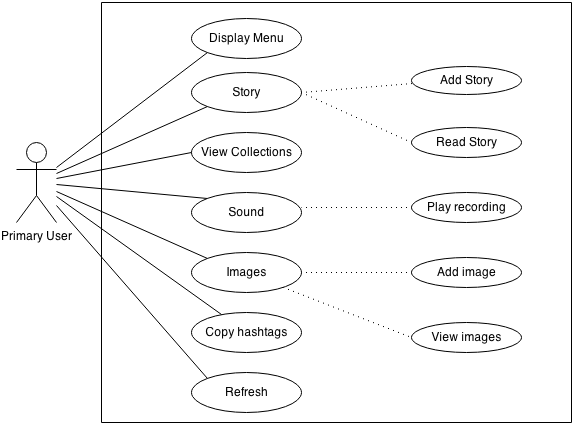 Display Menu
Story
Add Story
Read Story
View Collections
Primary User
Sound
Play recording
Images
Add image
Copy hashtags
View images
Refresh